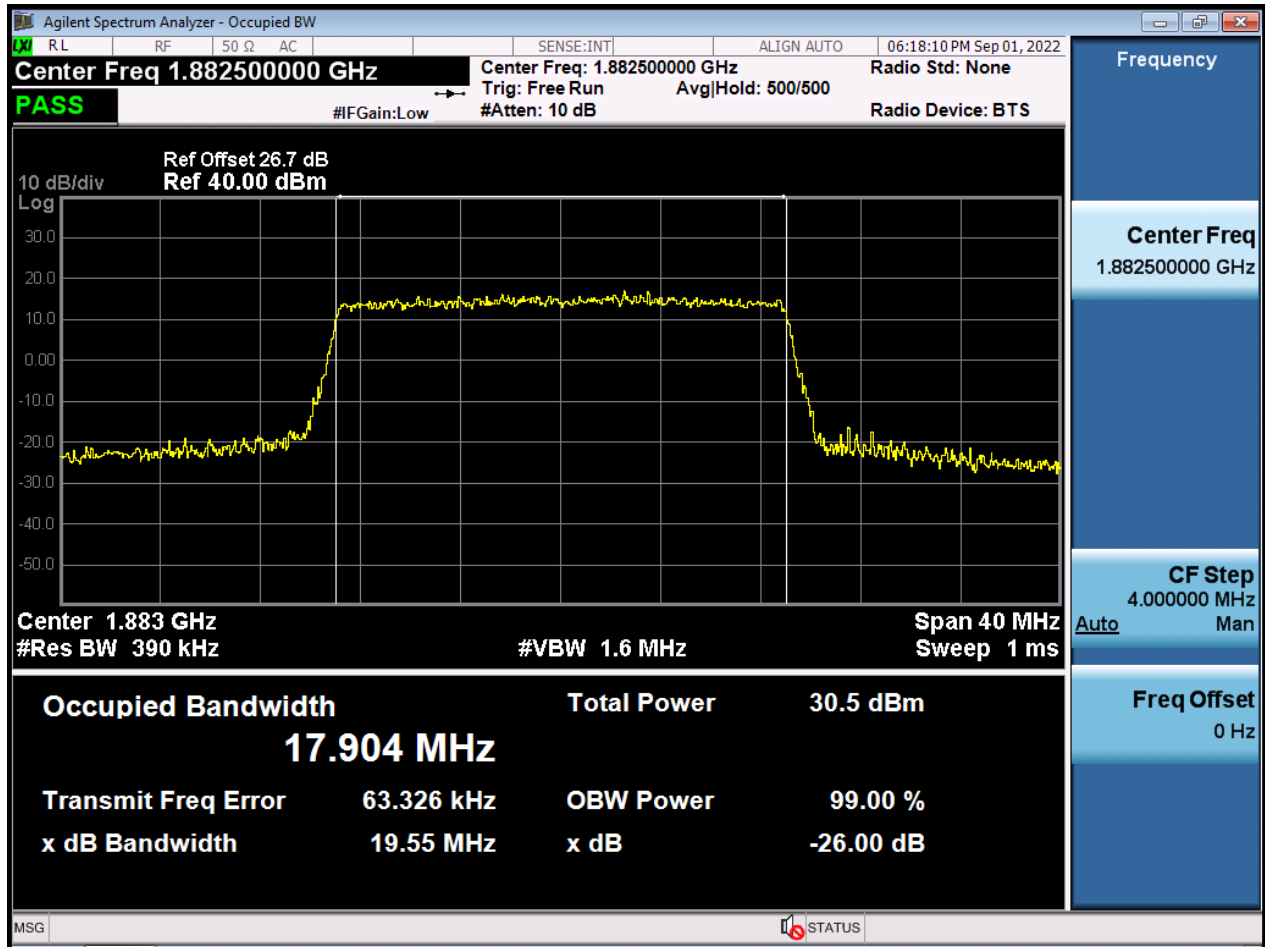 Agilent Spectrum Analyzer - Occupied BW
LXI RL RF 50 Ω AC SENSE:INT ALIGN AUTO 06:18:10 PM Sep 01, 2022
Center Freq 1.882500000 GHz
PASS
#IFGain:Low
Center Freq: 1.882500000 GHz
Trig: Free Run Avg|Hold: 500/500
#Atten: 10 dB
Radio Std: None
Radio Device: BTS
Ref Offset 26.7 dB
10 dB/div Ref 40.00 dBm
Log
30.0
20.0
10.0
0.00
-10.0
-20.0
-30.0
-40.0
-50.0
Center 1.883 GHz Span 40 MHz
#Res BW 390 kHz #VBW 1.6 MHz Sweep 1 ms
Occupied Bandwidth Total Power 30.5 dBm
17.904 MHz
Transmit Freq Error 63.326 kHz OBW Power 99.00 %
x dB Bandwidth 19.55 MHz x dB -26.00 dB
MSG STATUS
Frequency
Center Freq
1.882500000 GHz
CF Step
4.000000 MHz
Auto Man
Freq Offset
0 Hz